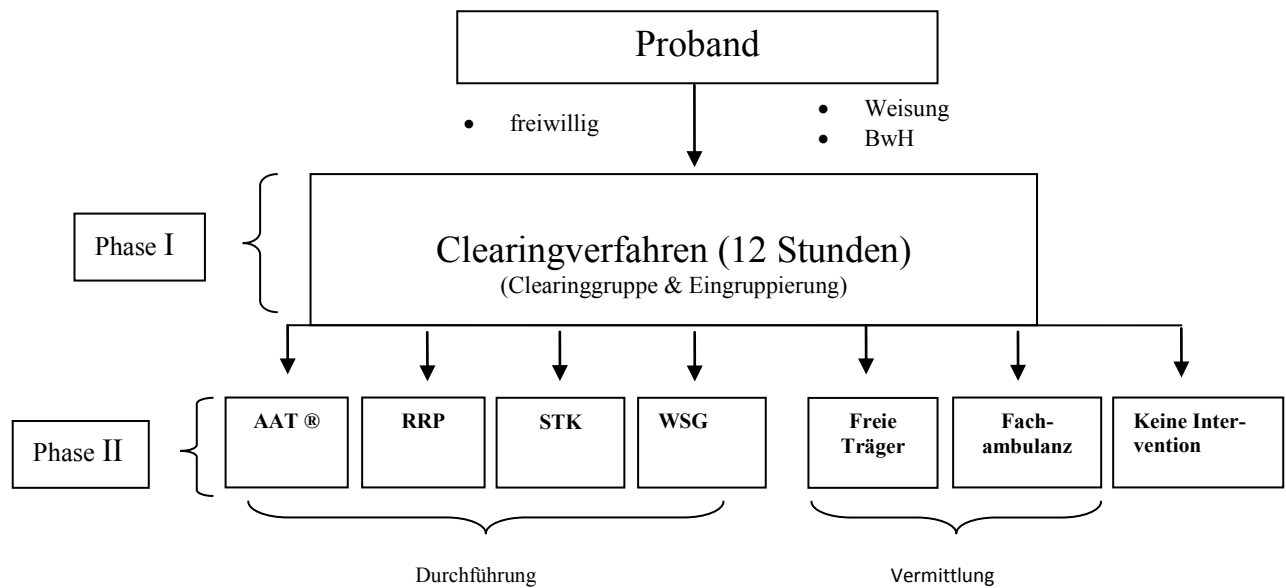 Proband
• freiwillig
• Weisung
• BwH
Phase I
Clearingverfahren (12 Stunden)
(Clearinggruppe & Eingruppierung)
Phase II
AAT ®
RRP
STK
WSG
Freie
Träger
Fach-
ambulanz
Keine Inter-
vention
Durchführung
Vermittlung